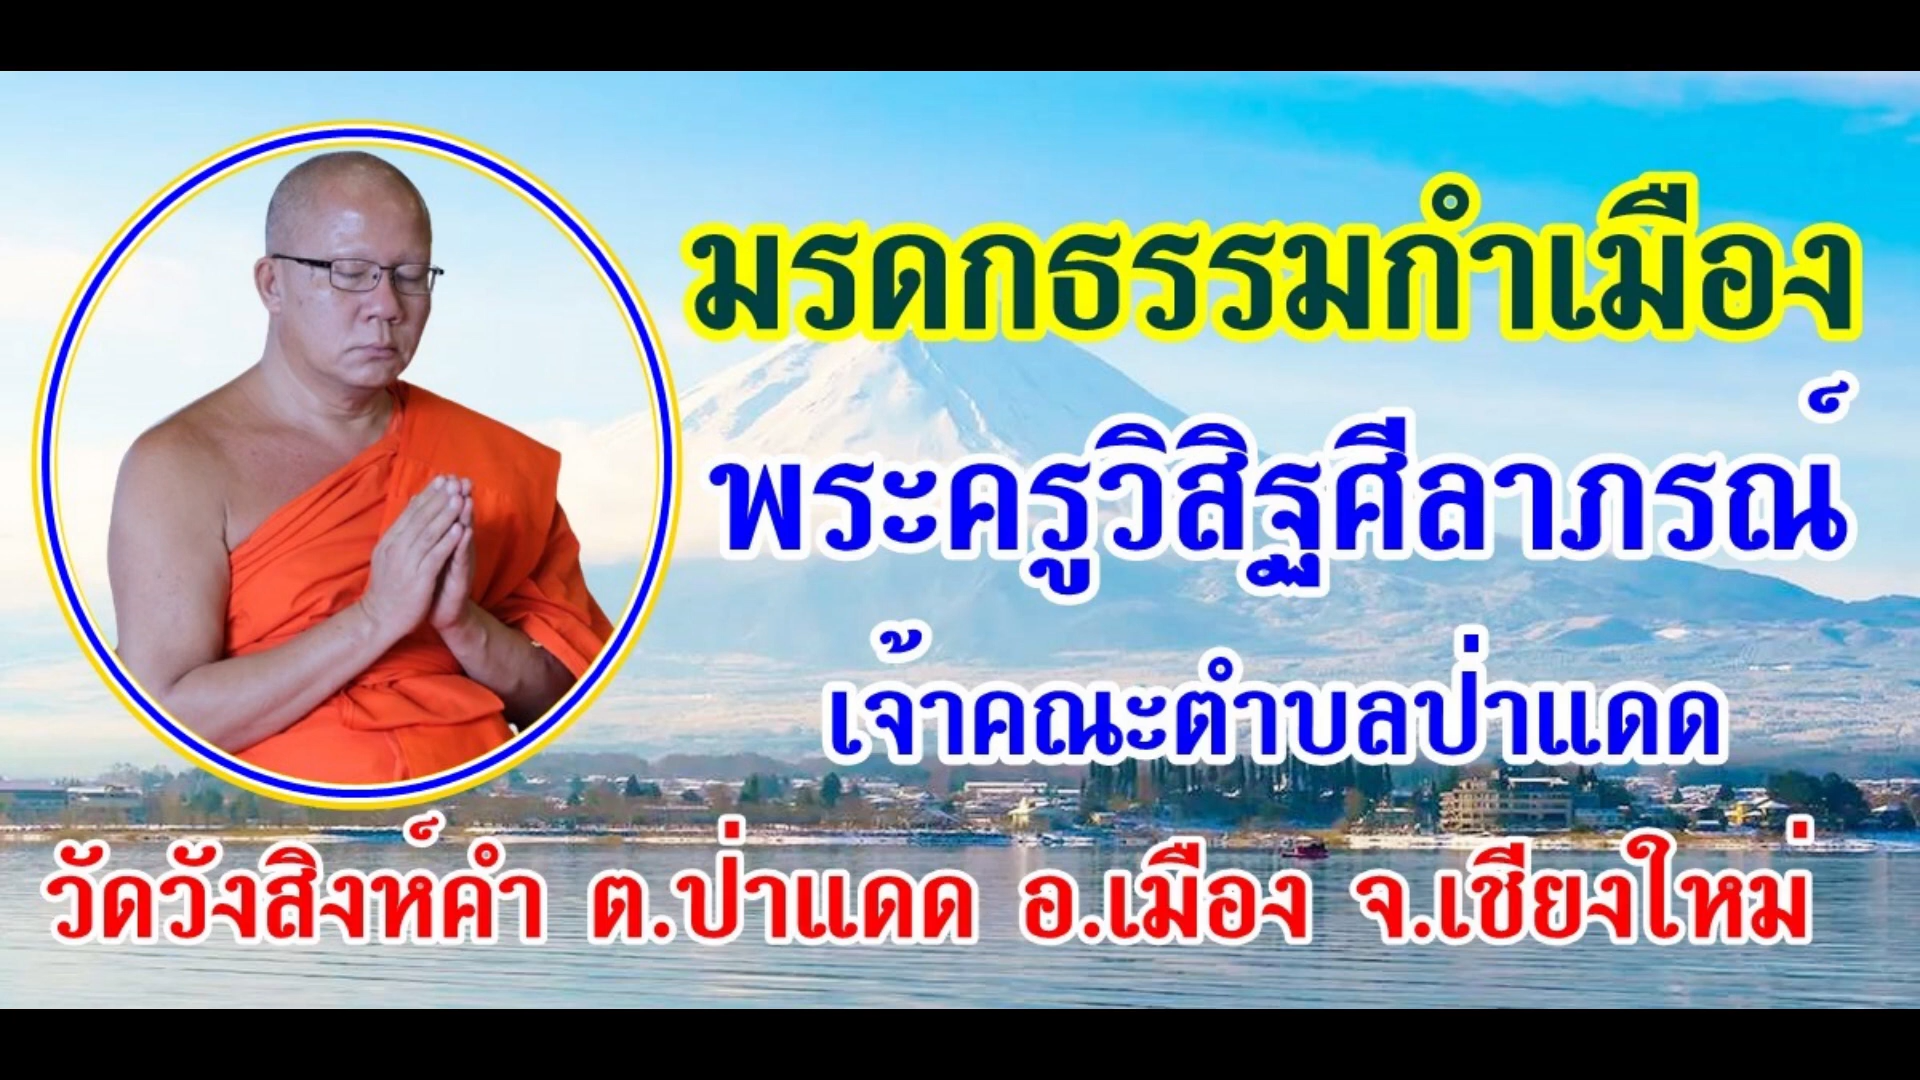 มรดกธรรมกำเมือง
พระครูวิสิฐศีลาภรณ์
เจ้าคณะตำบลป่าแดด
วัดวังสิงห์คำ ต.ป่าแดด อ.เมือง จ.เชียงใหม่